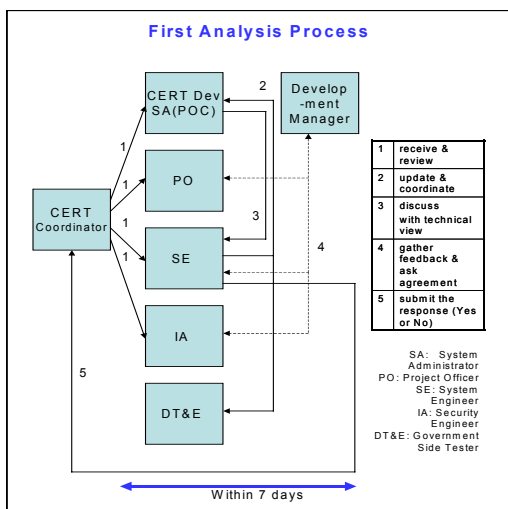 First Analysis Process
CERT Dev
SA(POC)
2
Develop
-ment
Manager
1
1
PO
1
1
CERT
Coordinator
3
4
SE
IA
5
DT&E
1 receive &
review
2 update &
coordinate
3 discuss
with technical
view
4 gather
feedback &
ask
agreement
5 submit the
response (Yes
or No)
SA: System
Administrator
PO: Project Officer
SE: System
Engineer
IA: Security
Engineer
DT&E: Government
Side Tester
Within 7 days